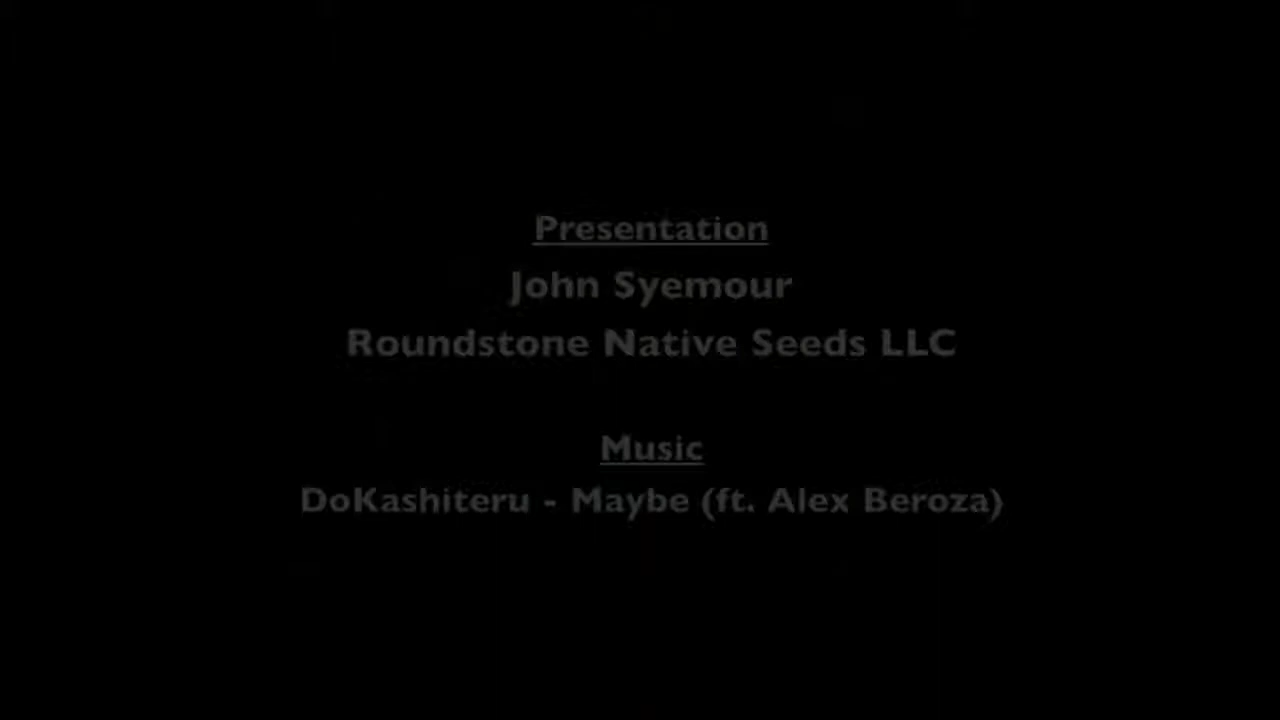 Presentation
John Syemour
Roundstone Native Seeds LLC
Music
DoKashiteru - Maybe (ft. Alex Beroza)